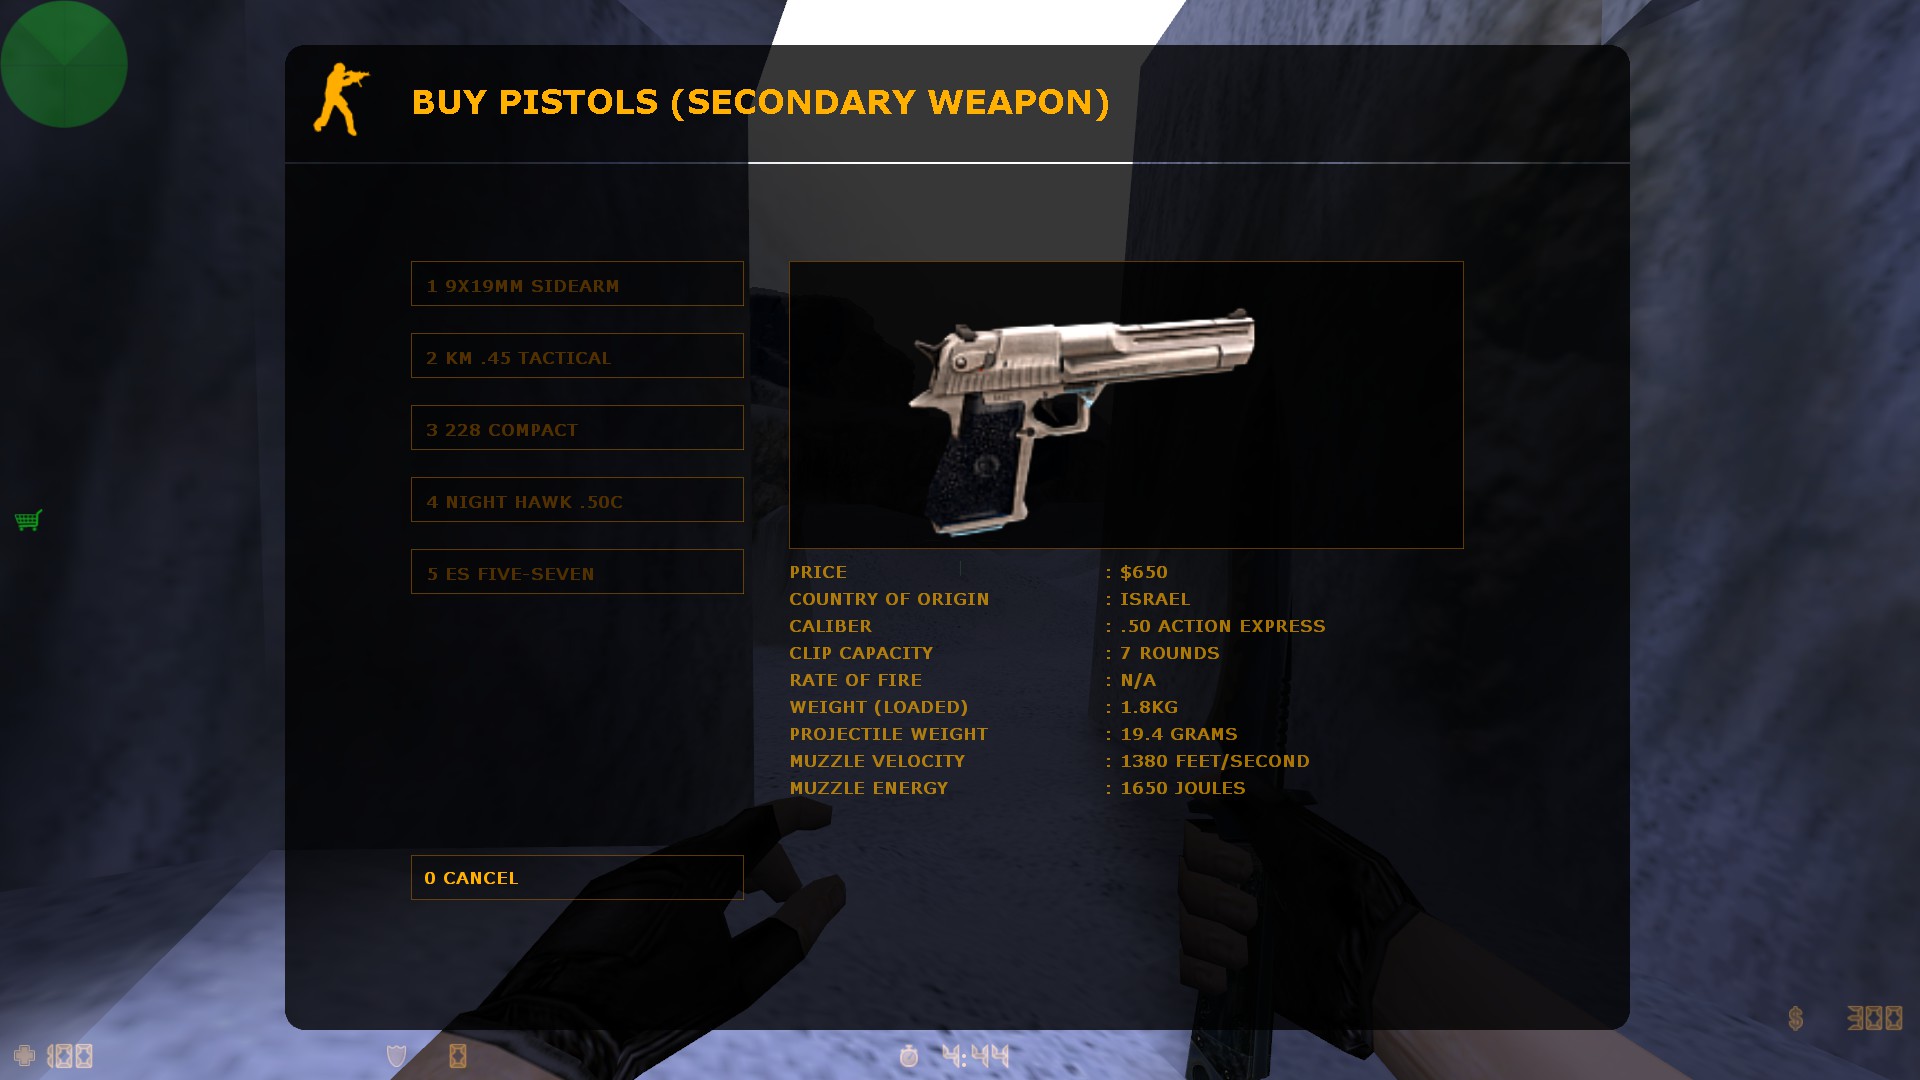 BUY PISTOLS (SECONDARY WEAPON)
1 9X19MM SIDEARM
2 KM .45 TACTICAL
3 228 COMPACT
4 NIGHT HAWK .50C
5 ES FIVE-SEVEN
0 CANCEL
PRICE : $650
COUNTRY OF ORIGIN : ISRAEL
CALIBER : .50 ACTION EXPRESS
CLIP CAPACITY : 7 ROUNDS
RATE OF FIRE : N/A
WEIGHT (LOADED) : 1.8KG
PROJECTILE WEIGHT : 19.4 GRAMS
MUZZLE VELOCITY : 1380 FEET/SECOND
MUZZLE ENERGY : 1650 JOULES
$ 300
100 0 4:44